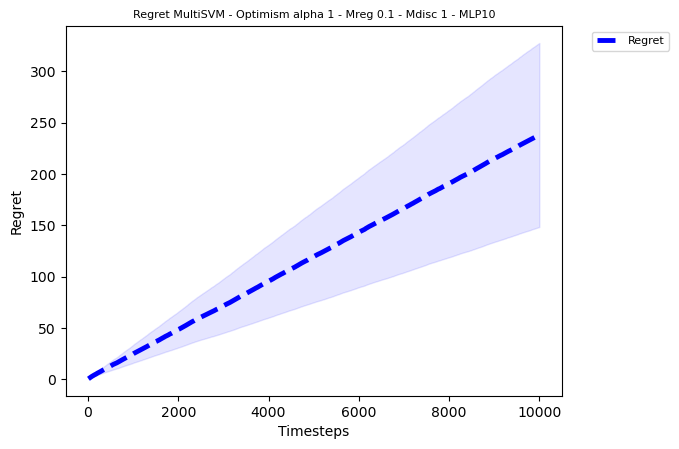 Regret MultiSVM - Optimism alpha 1 - Mreg 0.1 - Mdisc 1 - MLP10
Regret
300
250
200
150
100
50
0
Regret
0 2000 4000 6000 8000 10000
Timesteps